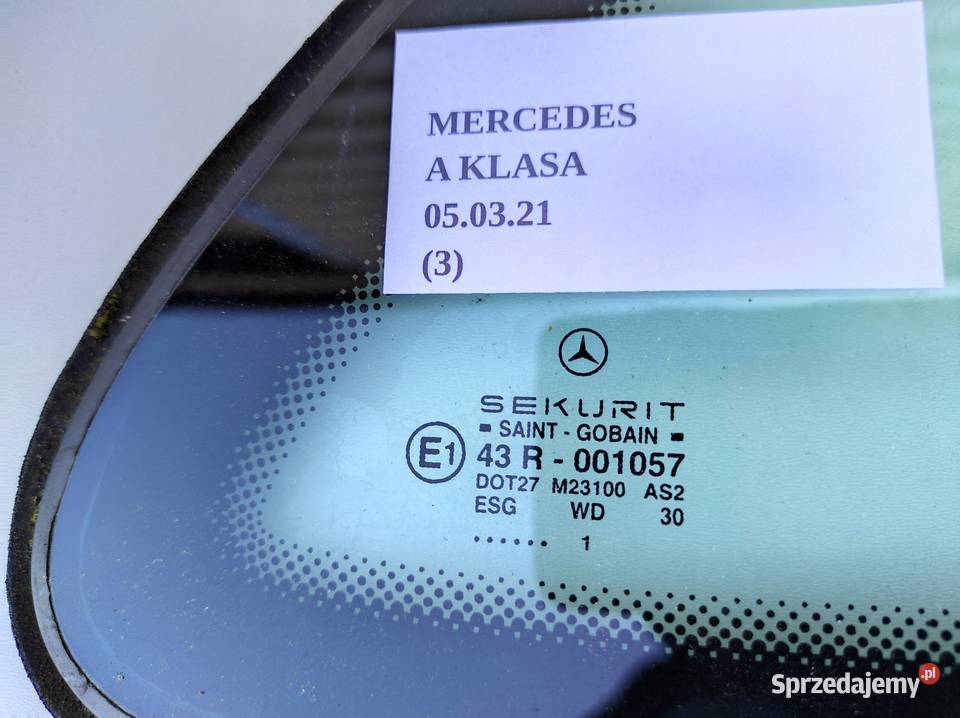 MERCEDES
A KLASA
05.03.21
(3)
SEKURIT
SAINT - GOBAIN
E1
43 R - 001057
DOT27 M23100 AS2
ESG WD 30
...... 1
Sprzedajemy.pl